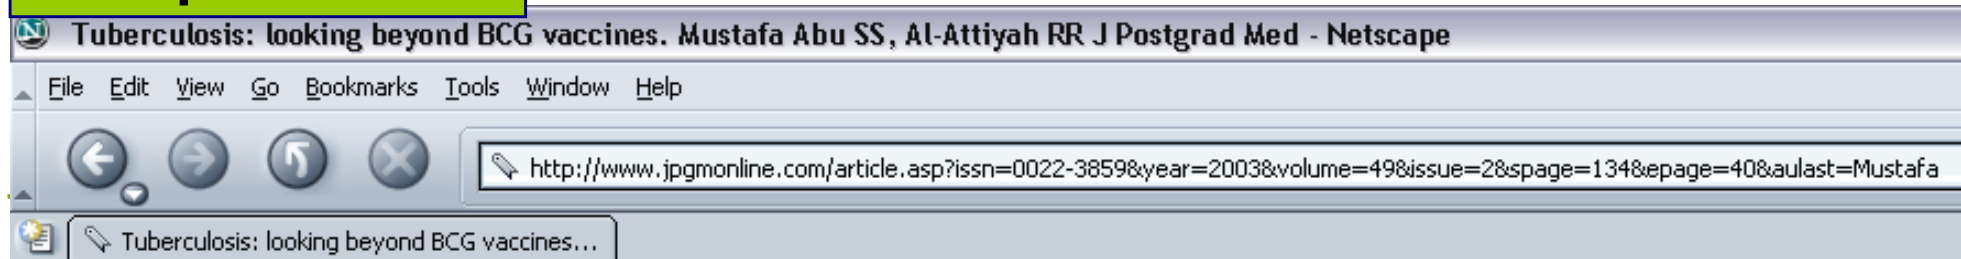 Tuberculosis: looking beyond BCG vaccines. Mustafa Abu SS, Al-Attiyah RR J Postgrad Med - Netscape
File Edit View Go Bookmarks Tools Window Help
http://www.jpgmonline.com/article.asp?issn=0022-3859&year=2003&volume=49&issue=2&spage=134&epage=40&aulast=Mustafa
Tuberculosis: looking beyond BCG vaccines...